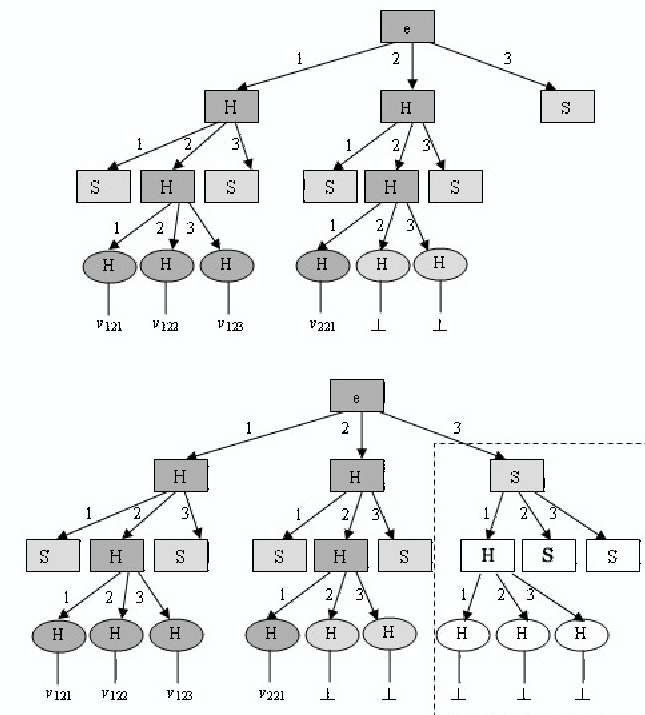 e
1 2 3
H H S
1 2 3 1 2 3
S H S S H S
1 2 3 1 2 3
H H H H H H
v121 v122 v123 v221 ⊥ ⊥
e
1 2 3
H H S
1 2 3 1 2 3 1 2 3
S H S S H S H S S
1 2 3 1 2 3 1 2 3
H H H H H H H H H
v121 v122 v123 v221 ⊥ ⊥ ⊥ ⊥ ⊥